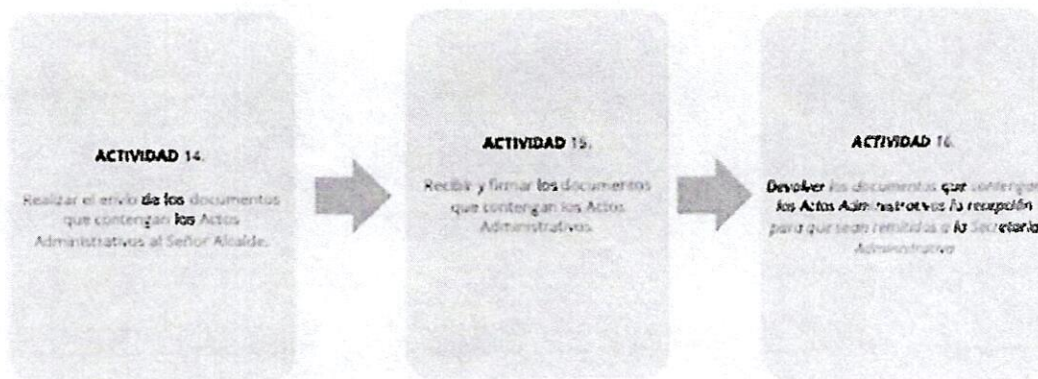 ACTIVIDAD 14.
Realizar el envío de los documentos
que contengan los Actos
Administrativos al Señor Alcalde.
ACTIVIDAD 15.
Recibir y firmar los documentos
que contengan los Actos
Administrativos
ACTIVIDAD 16.
Devolver los documentos que contengan
los Actos Administrativos la recepción
para que sean remitidos a la Secretaria
Administrativa